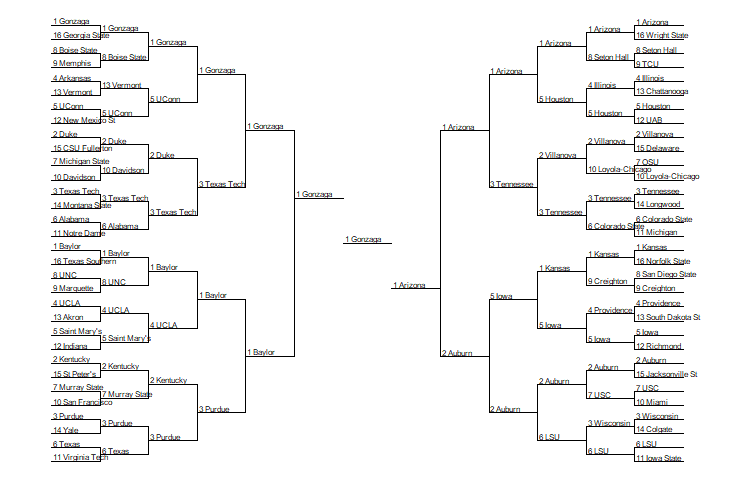 1 Gonzaga
16 Georgia State
8 Boise State
9 Memphis
4 Arkansas
13 Vermont
5 UConn
12 New Mexico St
2 Duke
15 CSU Fullerton
7 Michigan State
10 Davidson
3 Texas Tech
14 Montana State
6 Alabama
11 Notre Dame
1 Baylor
16 Texas Southern
8 UNC
9 Marquette
4 UCLA
13 Akron
5 Saint Mary's
12 Indiana
2 Kentucky
15 St Peter's
7 Murray State
10 San Francisco
3 Purdue
14 Yale
6 Texas
11 Virginia Tech
1 Gonzaga
8 Boise State
13 Vermont
5 UConn
2 Duke
10 Davidson
3 Texas Tech
6 Alabama
1 Baylor
8 UNC
4 UCLA
5 Saint Mary's
2 Kentucky
7 Murray State
3 Purdue
6 Texas
1 Gonzaga
5 UConn
2 Duke
3 Texas Tech
1 Baylor
4 UCLA
2 Kentucky
3 Purdue
1 Gonzaga
3 Texas Tech
1 Baylor
3 Purdue
1 Gonzaga
1 Baylor
1 Gonzaga
1 Gonzaga
1 Arizona
1 Arizona
2 Auburn
1 Arizona
3 Tennessee
5 Iowa
2 Auburn
1 Arizona
5 Houston
2 Villanova
3 Tennessee
1 Kansas
5 Iowa
2 Auburn
6 LSU
1 Arizona
8 Seton Hall
4 Illinois
5 Houston
2 Villanova
10 Loyola-Chicago
3 Tennessee
6 Colorado State
1 Kansas
9 Creighton
4 Providence
5 Iowa
2 Auburn
7 USC
3 Wisconsin
6 LSU
1 Arizona
16 Wright State
8 Seton Hall
9 TCU
4 Illinois
13 Chattanooga
5 Houston
12 UAB
2 Villanova
15 Delaware
7 OSU
10 Loyola-Chicago
3 Tennessee
14 Longwood
6 Colorado State
11 Michigan
1 Kansas
16 Norfolk State
8 San Diego State
9 Creighton
4 Providence
13 South Dakota St
5 Iowa
12 Richmond
2 Auburn
15 Jacksonville St
7 USC
10 Miami
3 Wisconsin
14 Colgate
6 LSU
11 Iowa State